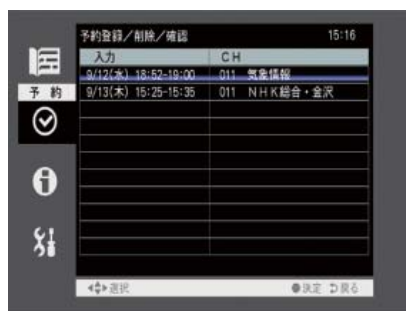 予約登録／削除／確認 15:16
入力 CH
9/12(水) 18:52-19:00 011 気象情報
予約
9/13(木) 15:25-15:35 011 NHK総合・金沢
選択 決定 戻る